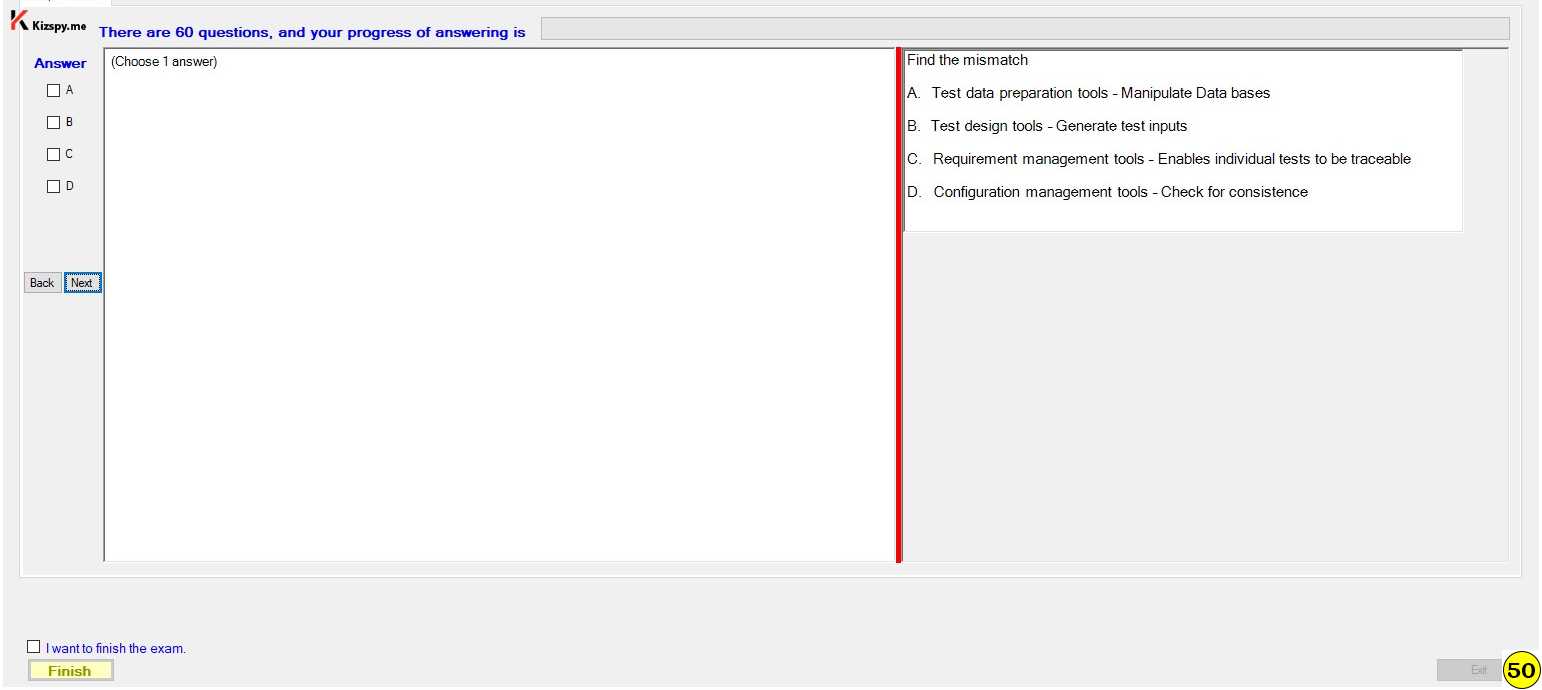 Kizspy.me
There are 60 questions, and your progress of answering is
Answer
(Choose 1 answer)
A
B
C
D
Back Next
Find the mismatch
A. Test data preparation tools - Manipulate Data bases
B. Test design tools - Generate test inputs
C. Requirement management tools - Enables individual tests to be traceable
D. Configuration management tools - Check for consistence
I want to finish the exam.
Finish
Exit
50